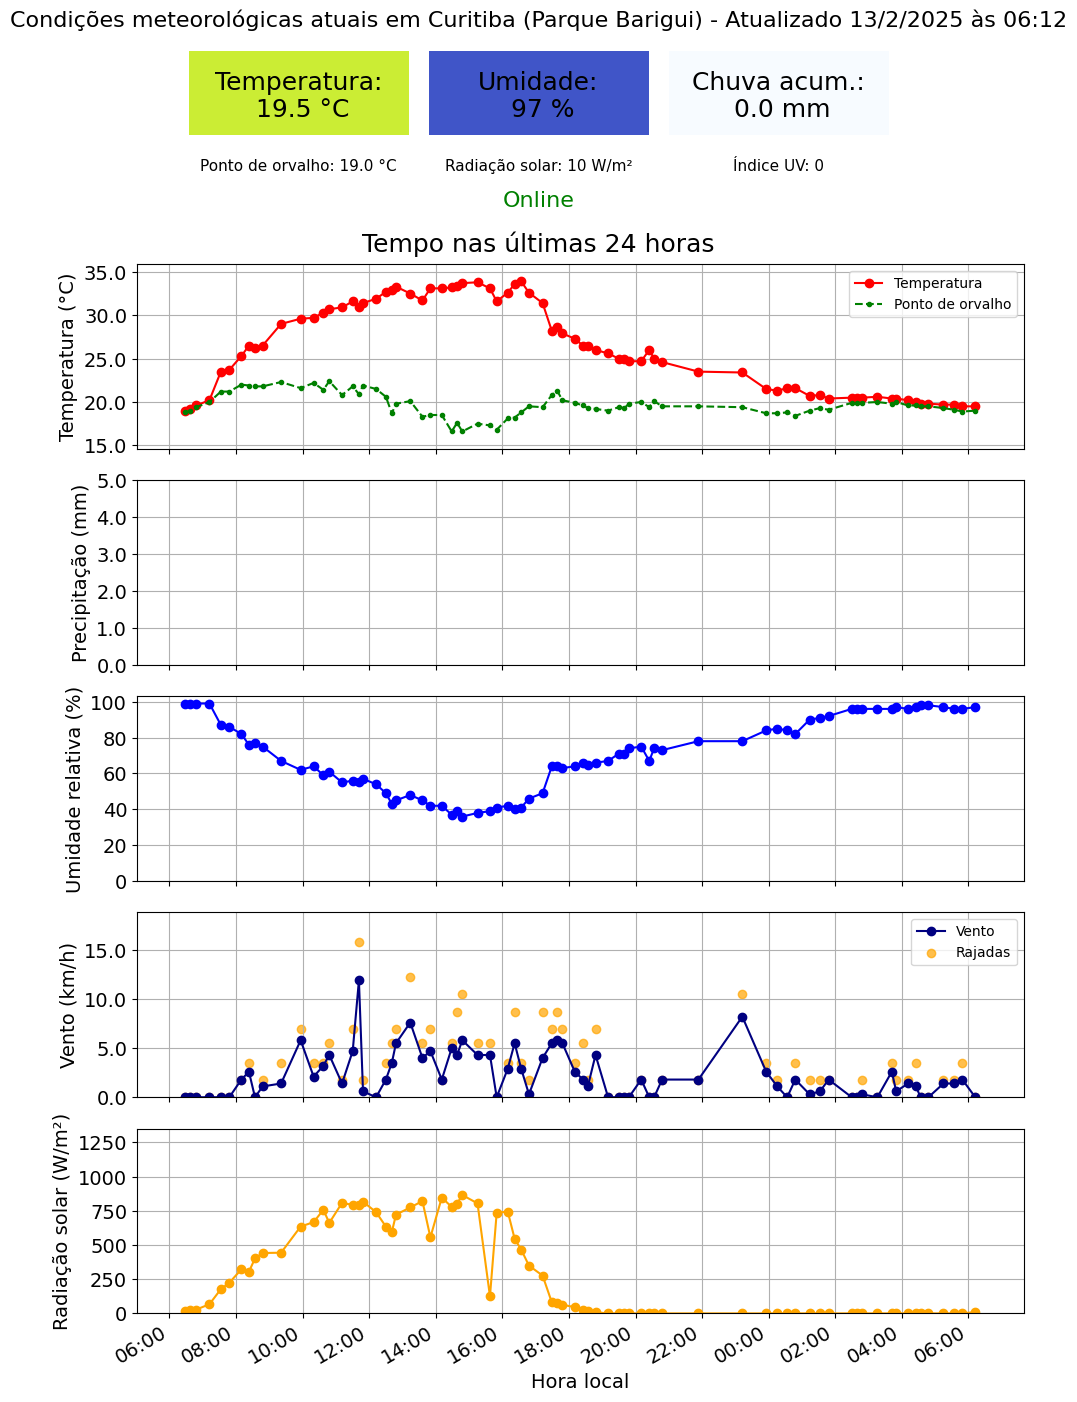 Condições meteorológicas atuais em Curitiba (Parque Barigui) - Atualizado 13/2/2025 às 06:12
Temperatura:
19.5 °C
Umidade:
97 %
Chuva acum.:
0.0 mm
Ponto de orvalho: 19.0 °C
Radiação solar: 10 W/m²
Índice UV: 0
Online
Tempo nas últimas 24 horas
Temperatura (°C)
35.0
30.0
25.0
20.0
15.0
Temperatura
Ponto de orvalho
Precipitação (mm)
5.0
4.0
3.0
2.0
1.0
0.0
Umidade relativa (%)
100
80
60
40
20
0
Vento (km/h)
15.0
10.0
5.0
0.0
Vento
Rajadas
Radiação solar (W/m²)
1250
1000
750
500
250
0
06:00
08:00
10:00
12:00
14:00
16:00
18:00
20:00
22:00
00:00
02:00
04:00
06:00
Hora local